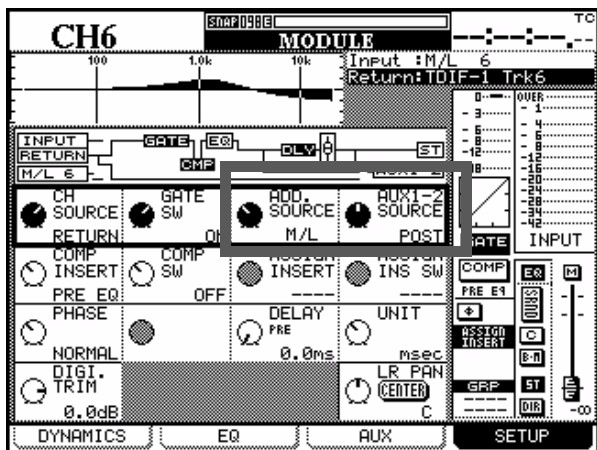 CH6
MODULE
TC
--:--:--.--
100 1.0k 10k
Input :M/L 6
Return:TDIF-1 Trk6
INPUT
RETURN
M/L 6
GATE
EQ
CMP
DLY
ST
AUX1-2
CH SOURCE RETURN
GATE SW
ADD. SOURCE M/L
AUX1-2 SOURCE POST
COMP INSERT PRE EQ
COMP SW OFF
ASSIGN INSERT ----
ASSIGN INS SW ----
PHASE NORMAL
DELAY PRE 0.0ms
UNIT msec
DIGI. TRIM 0.0dB
LR PAN CENTER C
OVER
INPUT
GATE
COMP
PRE EQ
ASSIGN INSERT
GRP
----
EQ
M
C
ST
DIR
-∞
DYNAMICS EQ AUX SETUP